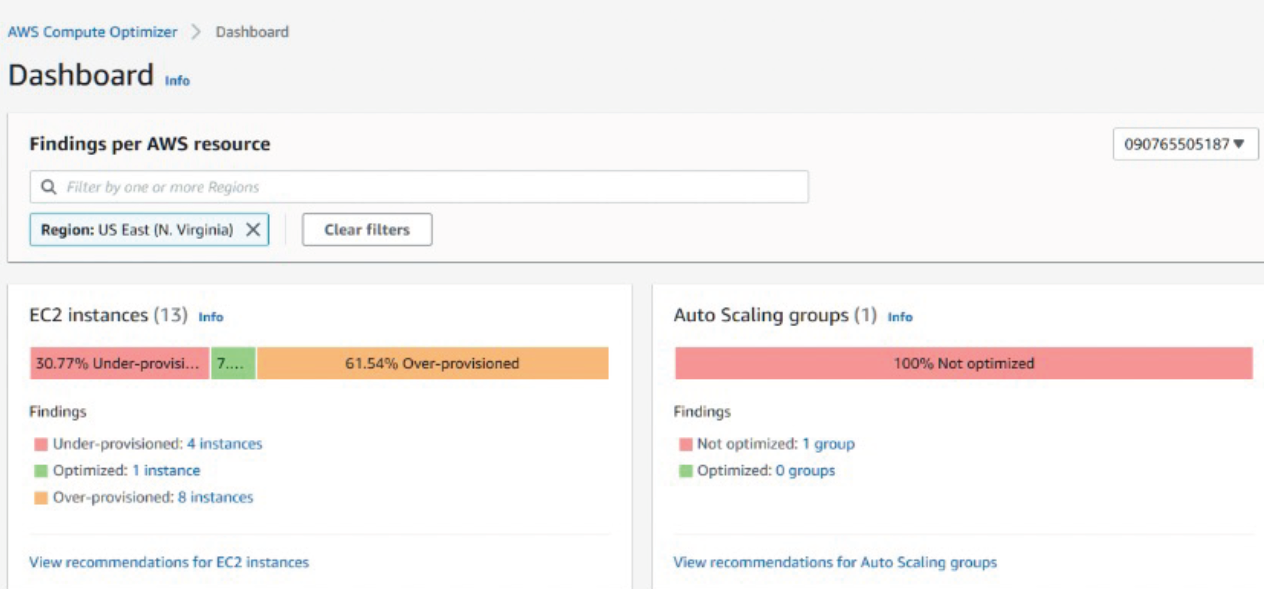 AWS Compute Optimizer > Dashboard
Dashboard Info
Findings per AWS resource
090765505187
Filter by one or more Regions
Region: US East (N. Virginia)
Clear filters
EC2 instances (13) Info
30.77% Under-provisi... 7.... 61.54% Over-provisioned
Findings
Under-provisioned: 4 instances
Optimized: 1 instance
Over-provisioned: 8 instances
View recommendations for EC2 instances
Auto Scaling groups (1) Info
100% Not optimized
Findings
Not optimized: 1 group
Optimized: 0 groups
View recommendations for Auto Scaling groups